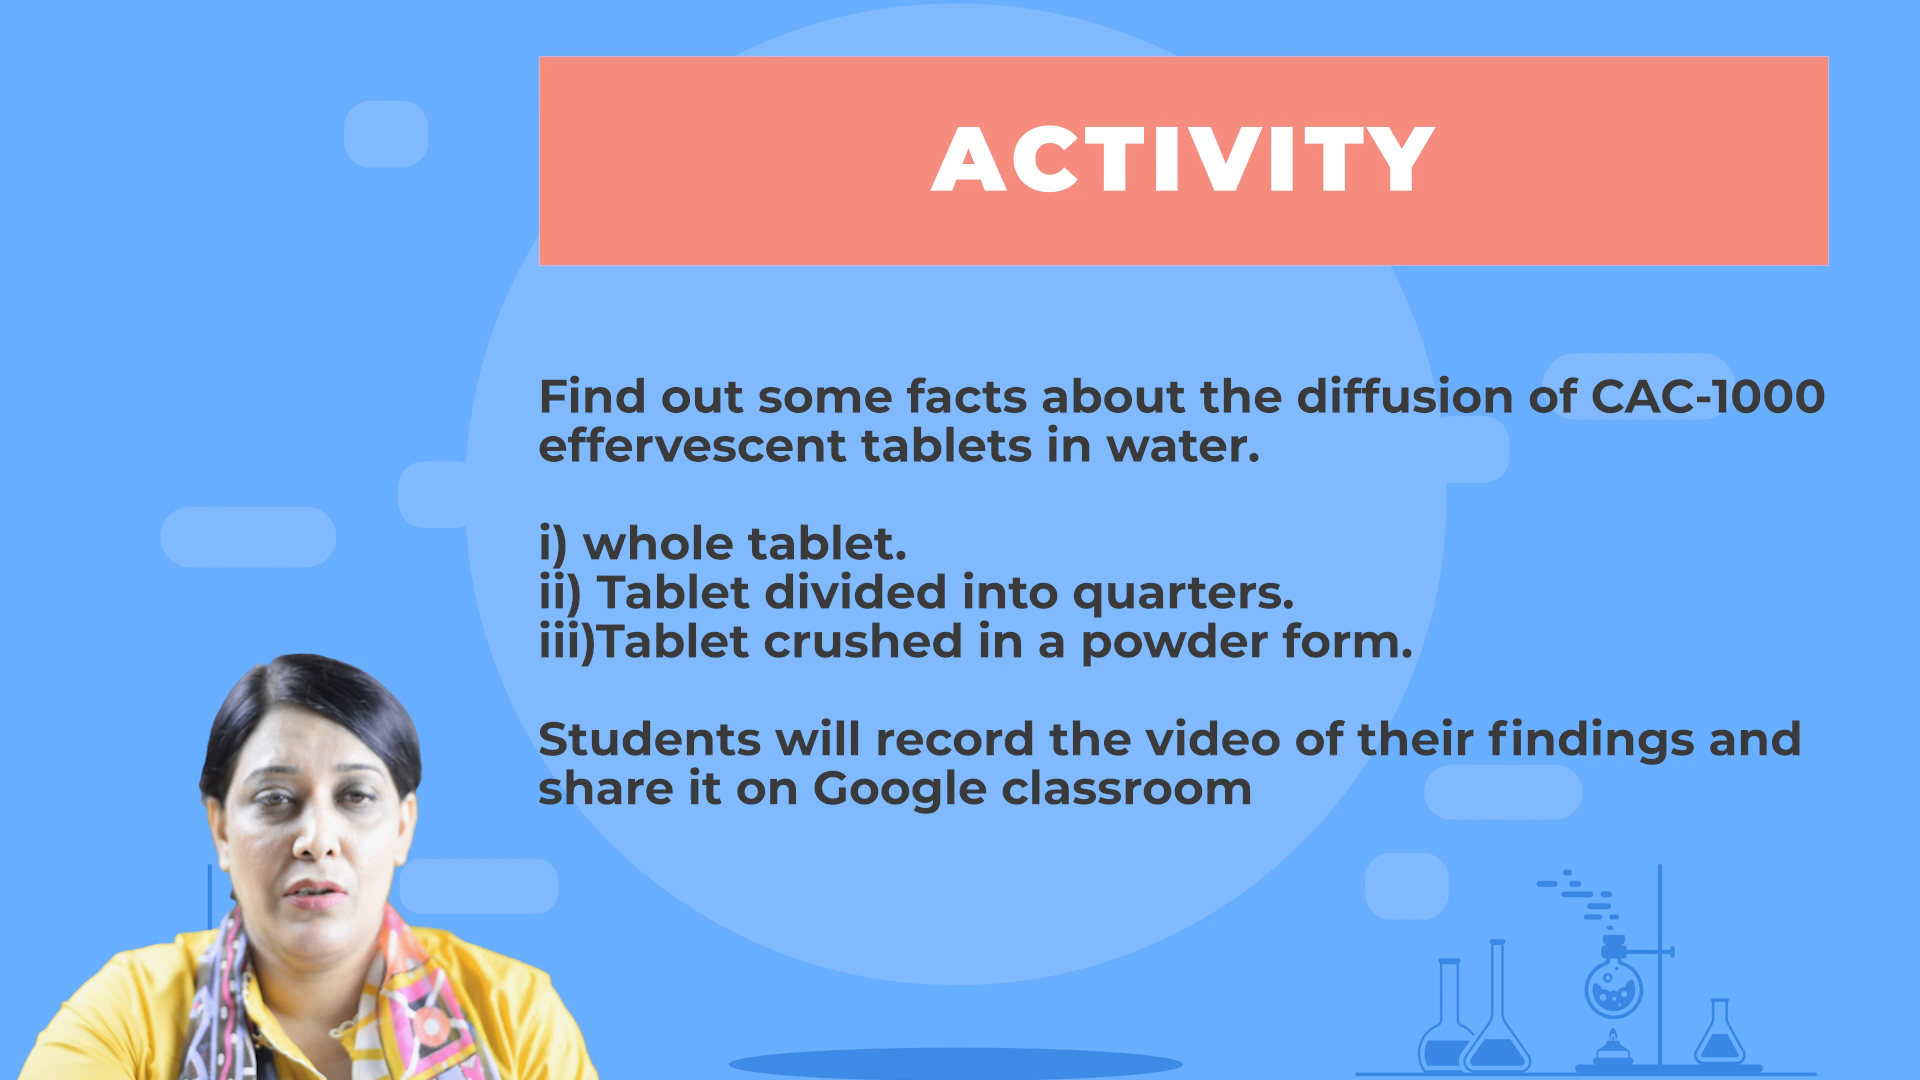 ACTIVITY
Find out some facts about the diffusion of CAC-1000
effervescent tablets in water.
i) whole tablet.
ii) Tablet divided into quarters.
iii)Tablet crushed in a powder form.
Students will record the video of their findings and
share it on Google classroom